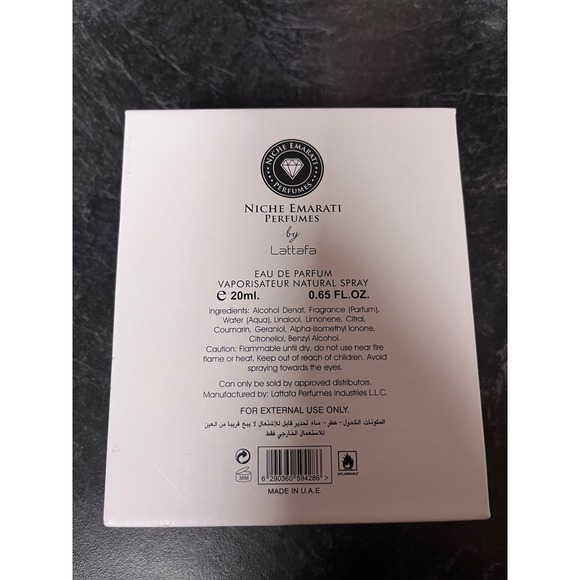 NICHE EMARATI
PERFUMES
NICHE EMARATI
PERFUMES
by
Lattafa
EAU DE PARFUM
VAPORISATEUR NATURAL SPRAY
e 20ml. 0.65 FL.OZ.
Ingredients: Alcohol Denat, Fragrance (Parfum),
Water (Aqua), Linalool, Limonene, Citral,
Coumarin, Geraniol, Alpha-isomethyl Ionone,
Citronellol, Benzyl Alcohol.
Caution: Flammable until dry, do not use near fire
flame or heat. Keep out of reach of children. Avoid
spraying towards the eyes.
Can only be sold by approved distributors.
Manufactured by: Lattafa Perfumes Industries L.L.C.
FOR EXTERNAL USE ONLY.
المكونات: الكحول - عطر - ماء تحذير قابل للإشتعال لا يبخ قريبا من العين
للاستعمال الخارجي فقط
36M
6 290360 594286 >
INFLAMMABLE
MADE IN U.A.E.